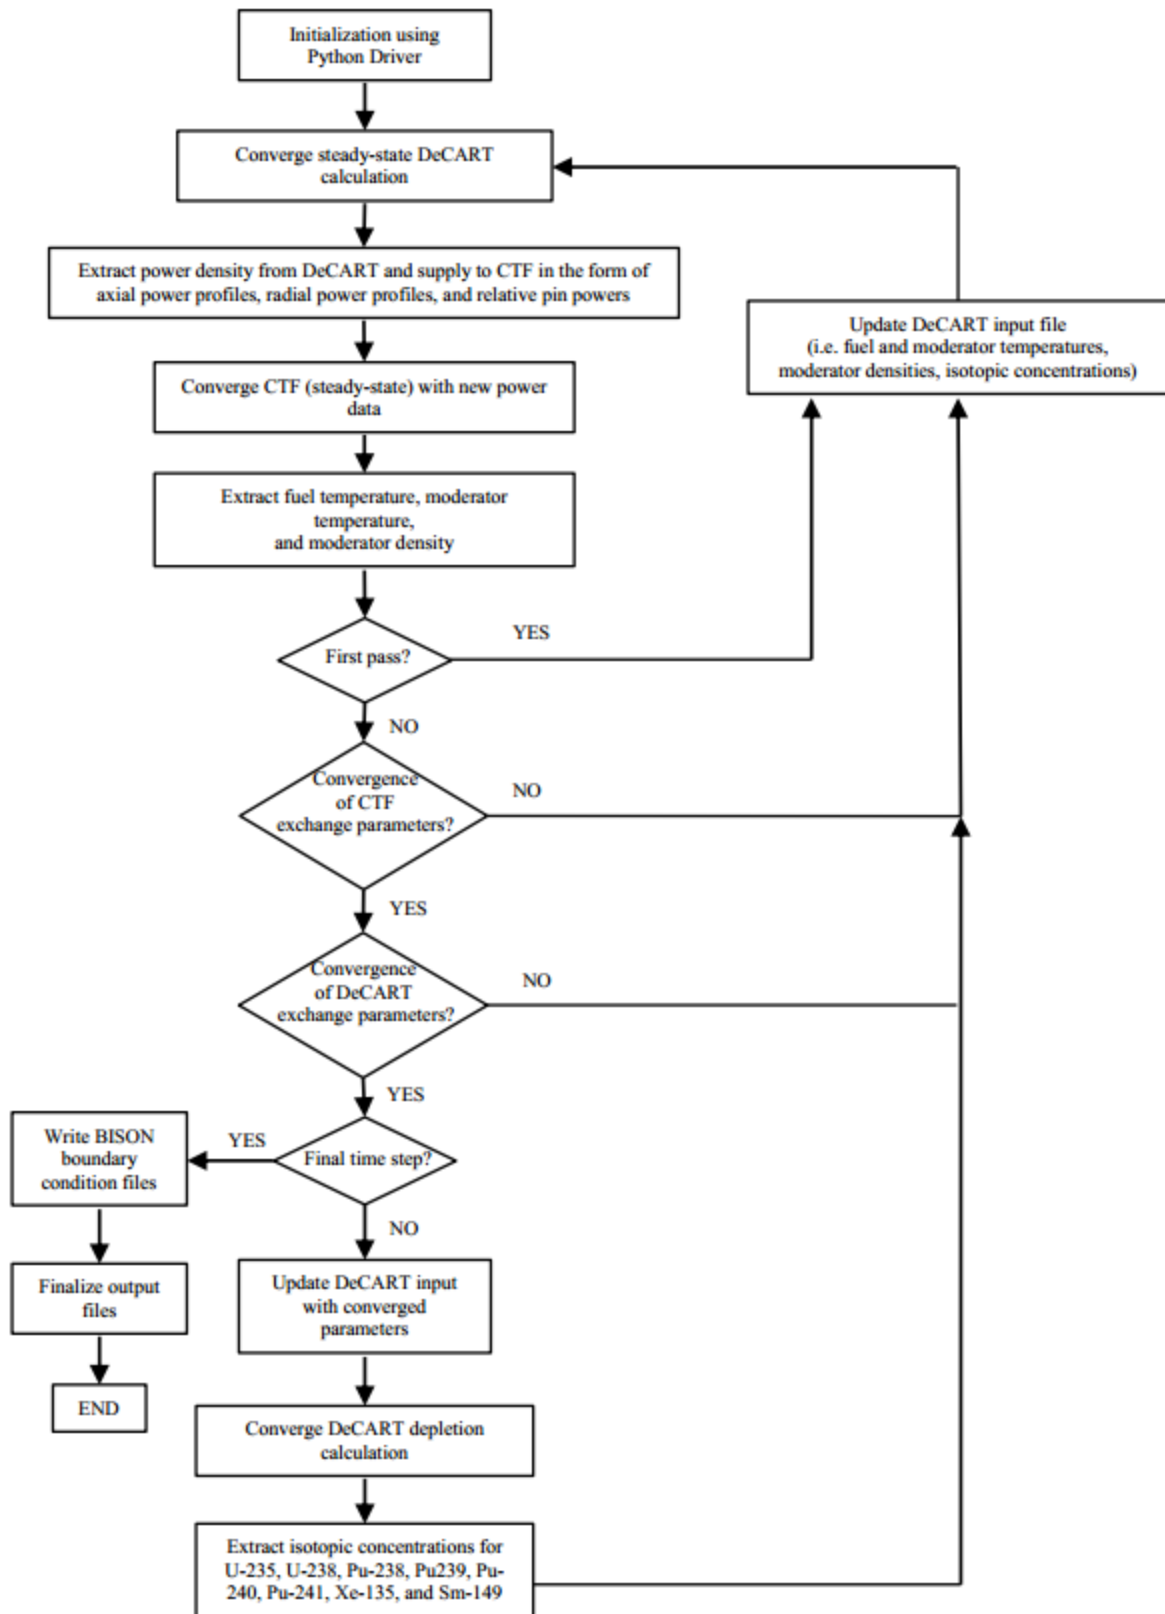 Initialization using
Python Driver
Converge steady-state DeCART
calculation
Extract power density from DeCART and supply to CTF in the form of
axial power profiles, radial power profiles, and relative pin powers
Update DeCART input file
(i.e. fuel and moderator temperatures,
moderator densities, isotopic concentrations)
Converge CTF (steady-state) with new power
data
Extract fuel temperature, moderator
temperature,
and moderator density
First pass?
YES
NO
Convergence
of CTF
exchange parameters?
NO
YES
Convergence
of DeCART
exchange parameters?
NO
YES
Final time step?
YES
Write BISON
boundary
condition files
NO
Finalize output
files
END
Update DeCART input
with converged
parameters
Converge DeCART depletion
calculation
Extract isotopic concentrations for
U-235, U-238, Pu-238, Pu239, Pu-
240, Pu-241, Xe-135, and Sm-149